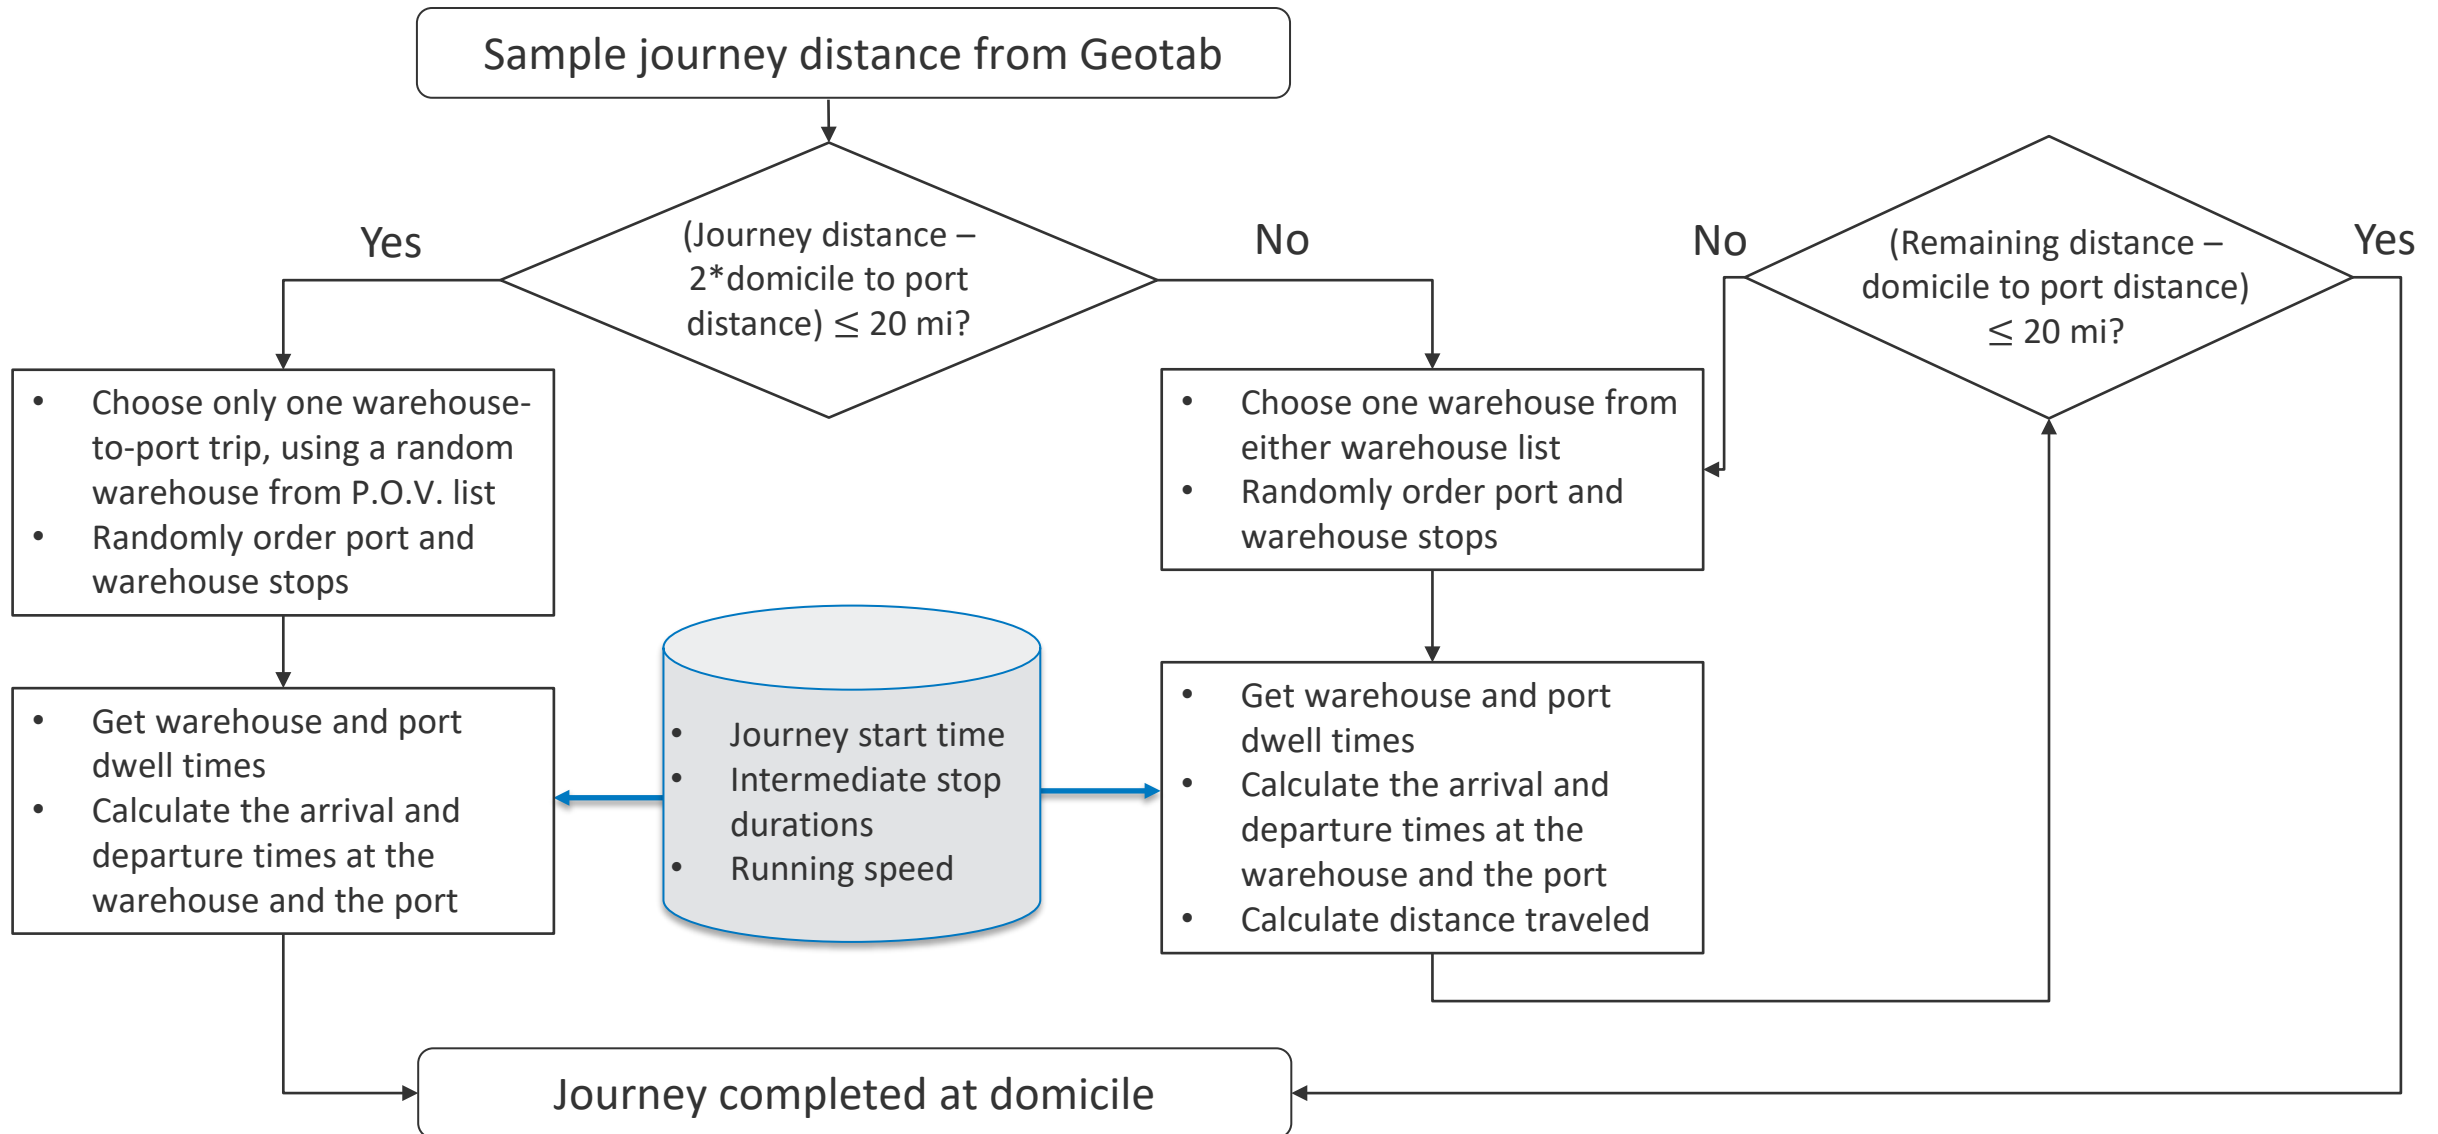 Sample journey distance from Geotab
Yes
(Journey distance –
2*domicile to port
distance) ≤ 20 mi?
No
No
(Remaining distance –
domicile to port distance)
≤ 20 mi?
Yes
• Choose only one warehouse-
to-port trip, using a random
warehouse from P.O.V. list
• Randomly order port and
warehouse stops
• Choose one warehouse from
either warehouse list
• Randomly order port and
warehouse stops
• Get warehouse and port
dwell times
• Calculate the arrival and
departure times at the
warehouse and the port
• Journey start time
• Intermediate stop
durations
• Running speed
• Get warehouse and port
dwell times
• Calculate the arrival and
departure times at the
warehouse and the port
• Calculate distance traveled
Journey completed at domicile